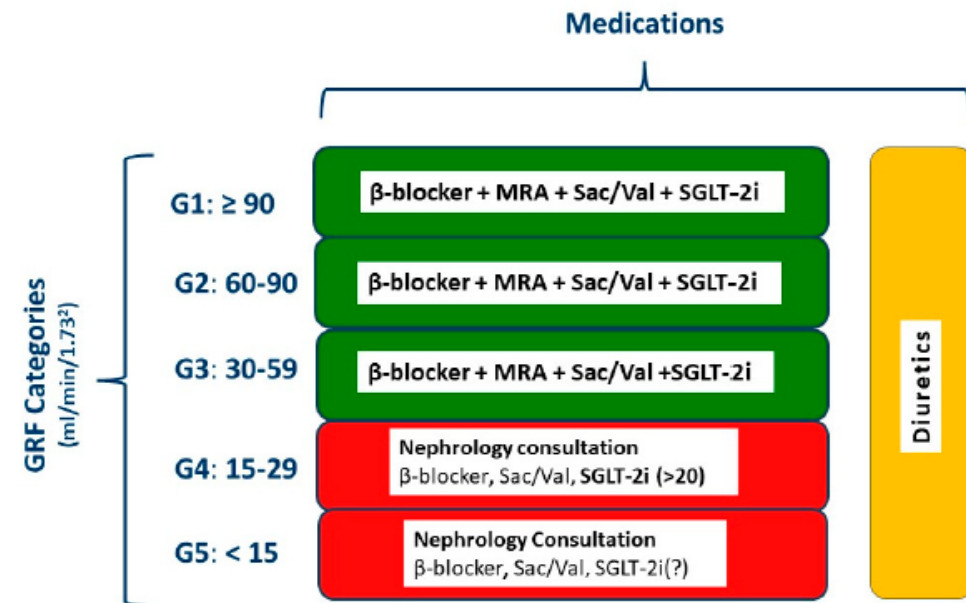 Medications
GRF Categories
(ml/min/1.73²)
G1: ≥ 90
β-blocker + MRA + Sac/Val + SGLT-2i
G2: 60-90
β-blocker + MRA + Sac/Val + SGLT-2i
G3: 30-59
β-blocker + MRA + Sac/Val +SGLT-2i
G4: 15-29
Nephrology consultation
β-blocker, Sac/Val, SGLT-2i (>20)
G5: < 15
Nephrology Consultation
β-blocker, Sac/Val, SGLT-2i(?)
Diuretics